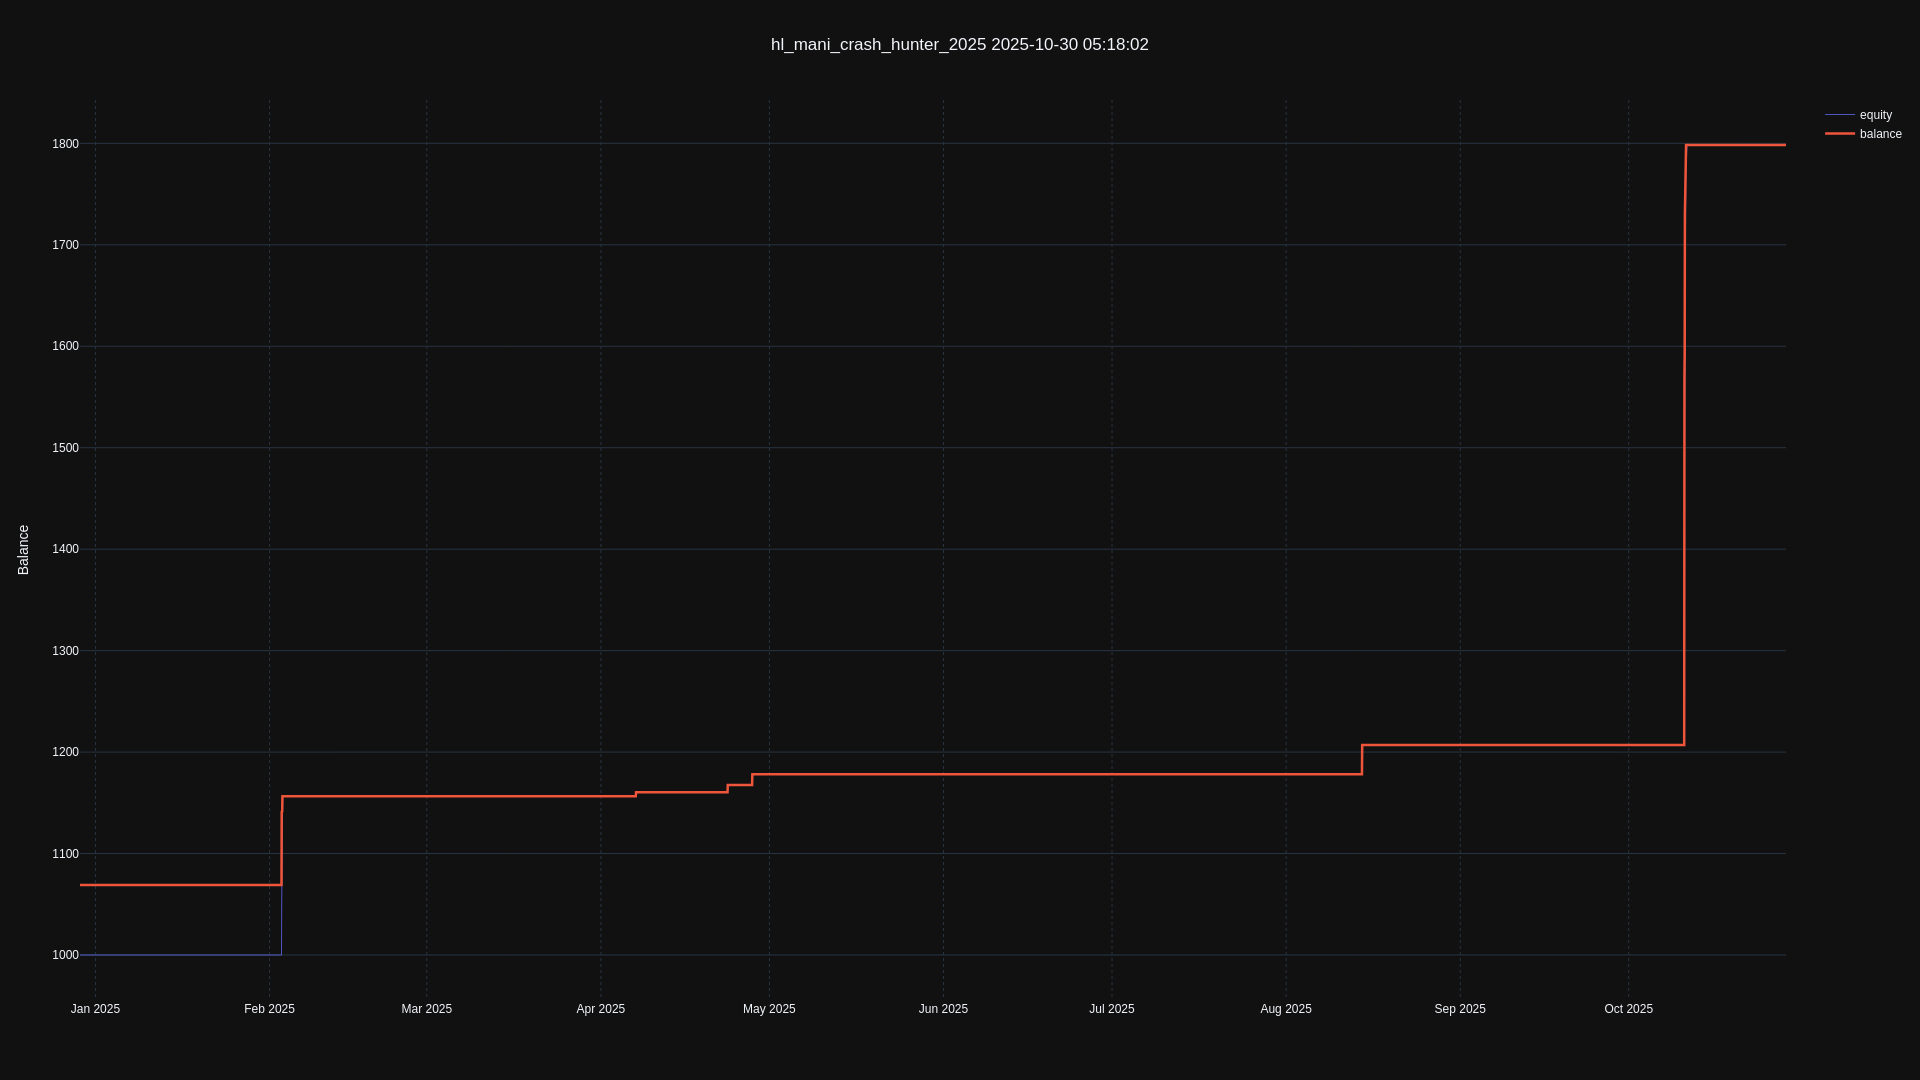 hl_mani_crash_hunter_2025 2025-10-30 05:18:02
equity
balance
1800
1700
1600
1500
1400
1300
1200
1100
1000
Balance
Jan 2025
Feb 2025
Mar 2025
Apr 2025
May 2025
Jun 2025
Jul 2025
Aug 2025
Sep 2025
Oct 2025